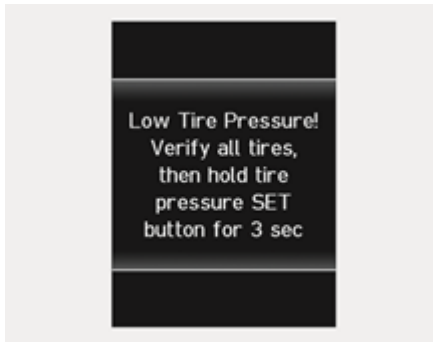 Low Tire Pressure!
Verify all tires,
then hold tire
pressure SET
button for 3 sec